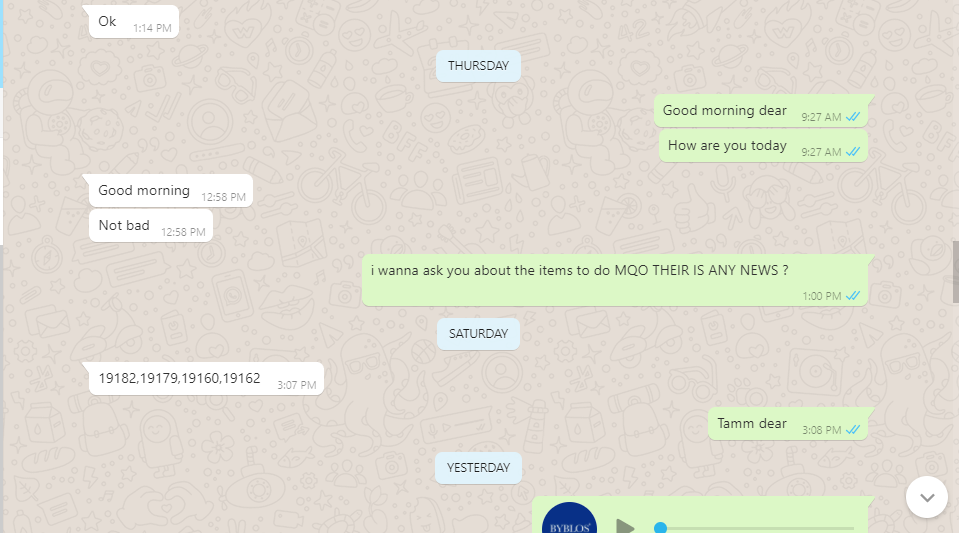 Ok
1:14 PM
THURSDAY
Good morning dear
9:27 AM
How are you today
9:27 AM
Good morning
12:58 PM
Not bad
12:58 PM
i wanna ask you about the items to do MQO THEIR IS ANY NEWS ?
1:00 PM
SATURDAY
19182,19179,19160,19162
3:07 PM
Tamm dear
3:08 PM
YESTERDAY
BYBLOS